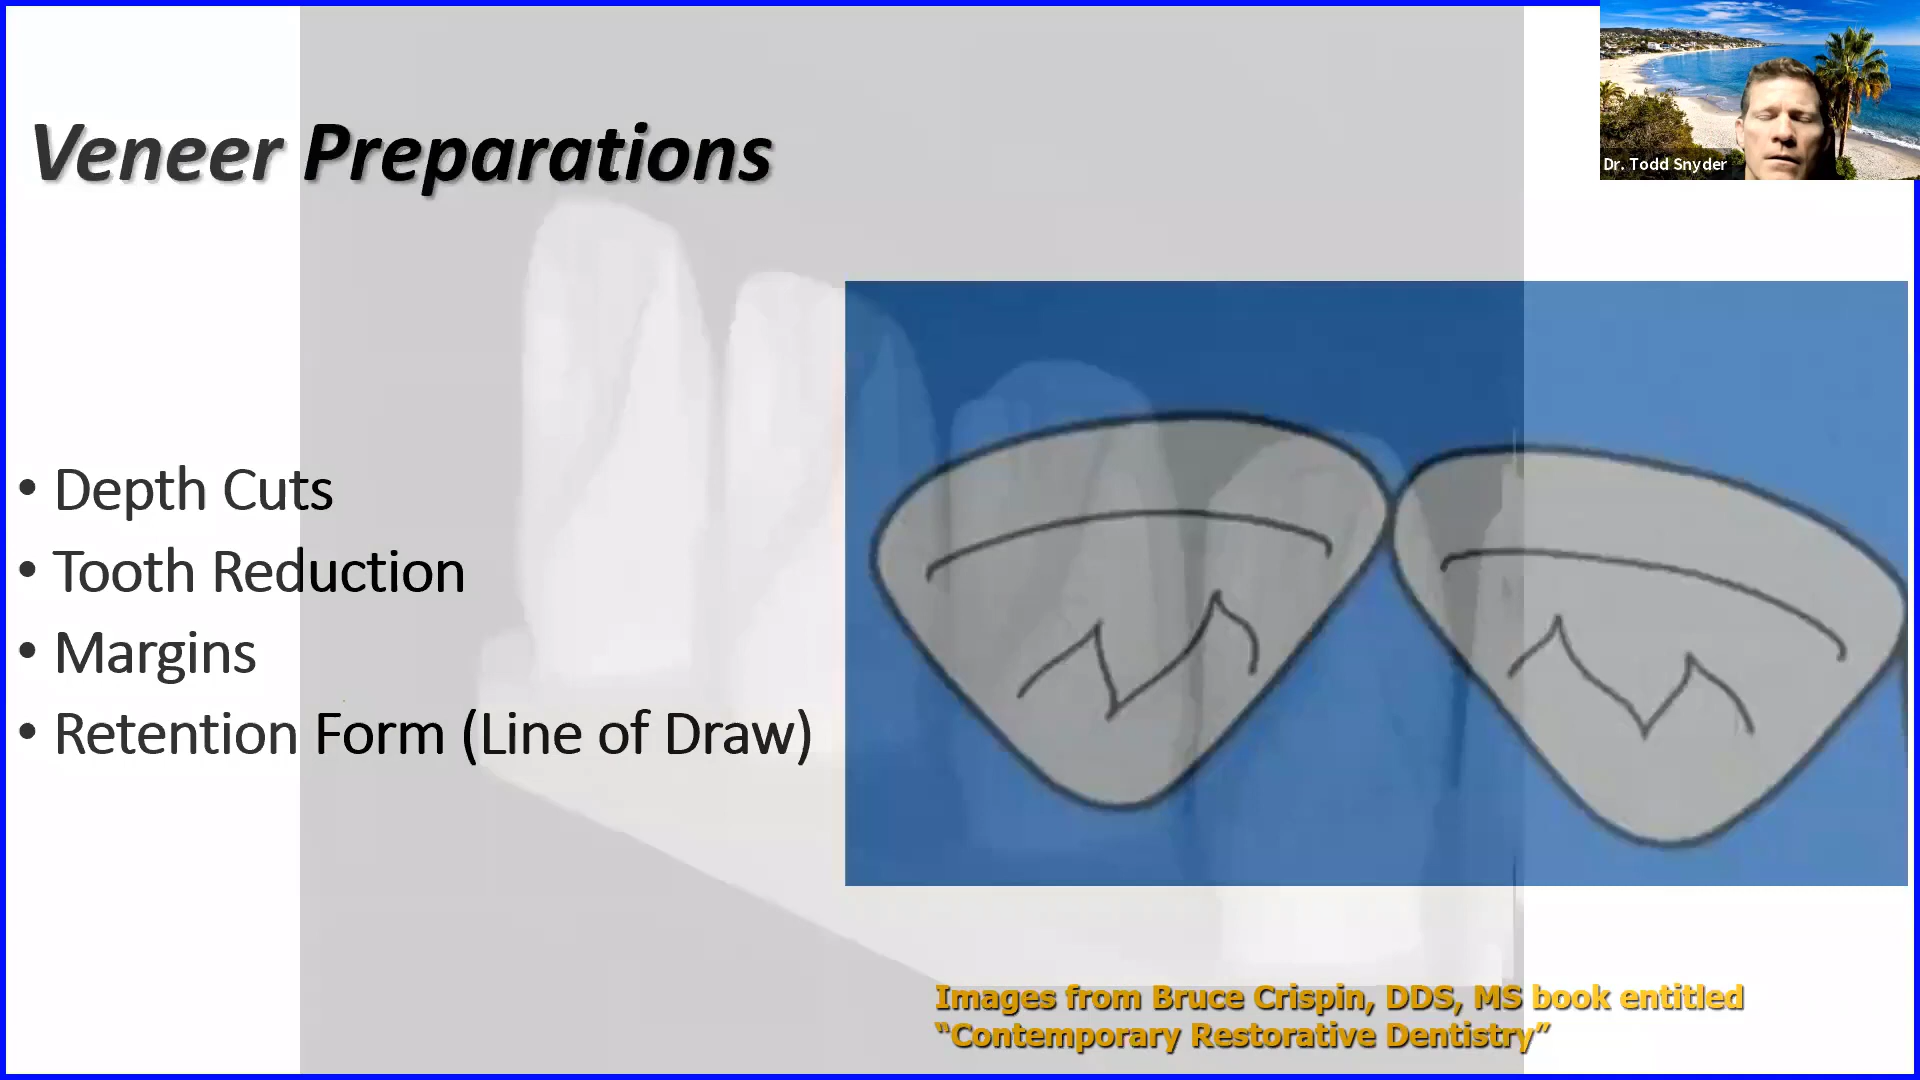 Veneer Preparations
Dr. Todd Snyder
• Depth Cuts
• Tooth Reduction
• Margins
• Retention Form (Line of Draw)
Images from Bruce Crispin, DDS, MS book entitled
“Contemporary Restorative Dentistry”